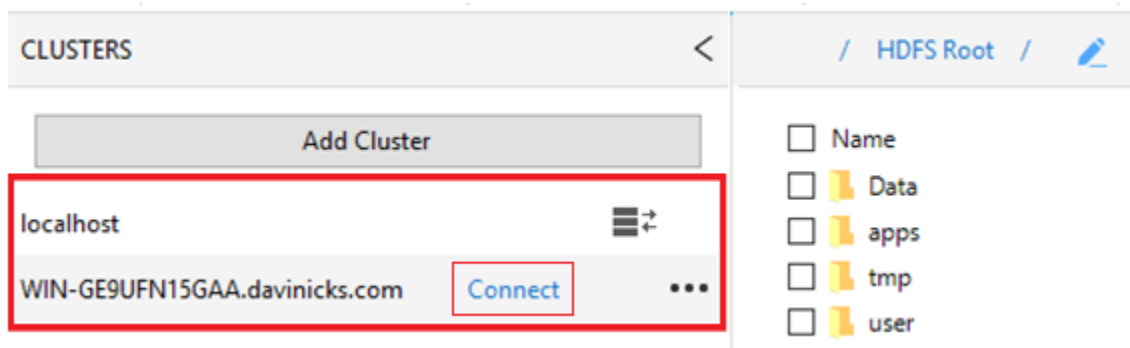 CLUSTERS
Add Cluster
localhost
WIN-GE9UFN15GAA.davinicks.com Connect
/ HDFS Root /
Name
Data
apps
tmp
user